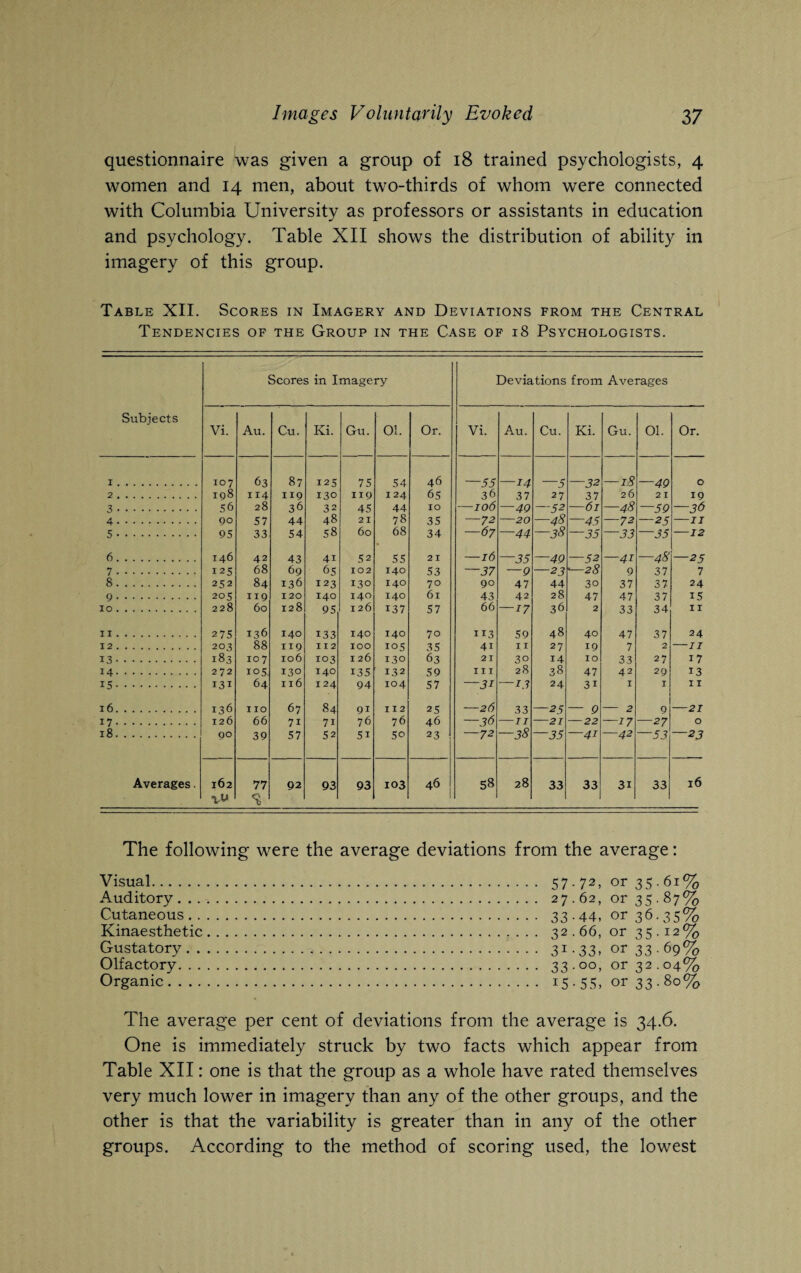 Images Voluntarily Evoked 37
questionnaire was given a group of 18 trained psychologists, 4
women and 14 men, about two-thirds of whom were connected
with Columbia University as professors or assistants in education
and psychology. Table XII shows the distribution of ability in
imagery of this group.
Table XII. Scores in Imagery and Deviations from the Central
Tendencies of the Group in the Case of 18 Psychologists.
Subjects Scores in Imagery Deviations from Averages
Vi. Au. Cu. Ki. Gu. Ol. Or. Vi. Au. Cu. Ki. Gu. Ol. Or.
1........... 107 63 87 125 75 54 46 —55 —14 —5 —32 —18 —49 0
2........... 198 114 119 130 119 124 65 36 37 27 37 26 21 19
3........... 56 28 36 32 45 44 10 —106 —49 —52 —61 —48 —59 —36
4........... 90 57 44 48 21 78 35 —72 —20 —48 —45 —72 —25 —11
5........... 95 33 54 58 60 68 34 —67 —44 —38 —35 —33 —35 —12
6........... 146 42 43 41 52 55 21 —16 —35 —49 —52 —41 —48 —25
7........... 125 68 69 65 102 140 53 —37 —9 —23 —28 9 37 7
8........... 252 84 136 123 130 140 70 90 47 44 30 37 37 24
9........... 205 119 120 140 140 140 61 43 42 28 47 47 37 15
10........... 228 60 128 95 126 137 57 66 —17 36 2 33 34 11
11........... 275 136 140 133 140 140 70 113 59 48 40 47 37 24
12........... 203 88 119 112 100 105 35 41 11 27 19 7 2 —11
13........... 183 107 106 103 126 130 63 21 30 14 10 33 27 17
14........... 272 105 130 140 135 132 59 111 28 38 47 42 29 13
15........... 131 64 116 124 94 104 57 —31 —13 24 31 1 1 11
16........... 136 110 67 84 91 112 25 —26 33 —25 — 9 — 2 9 —21
17........... 126 66 71 71 76 76 46 —36 —11 —21 —22 —17 —27 0
18........... 90 39 57 52 51 50 23 —72 —38 —35 —41 —42 —53 —23
Averages. 162 77 92 93 93 103 46 58 28 33 33 31 33 16
The following were the average deviations from the average:
Visual........ 57.72, or 35.61%
Auditory........ 27.62, or 35.87%
Cutaneous........ 33.44, or 36.35%
Kinaesthetic........ 32.66, or 35.12%
Gustatory........ 31.33, or 33.69%
Olfactory........ 33.00, or 32.04%
Organic........ 15.55, or 33.80%
The average per cent of deviations from the average is 34.6.
One is immediately struck by two facts which appear from
Table XII: one is that the group as a whole have rated themselves
very much lower in imagery than any of the other groups, and the
other is that the variability is greater than in any of the other
groups. According to the method of scoring used, the lowest